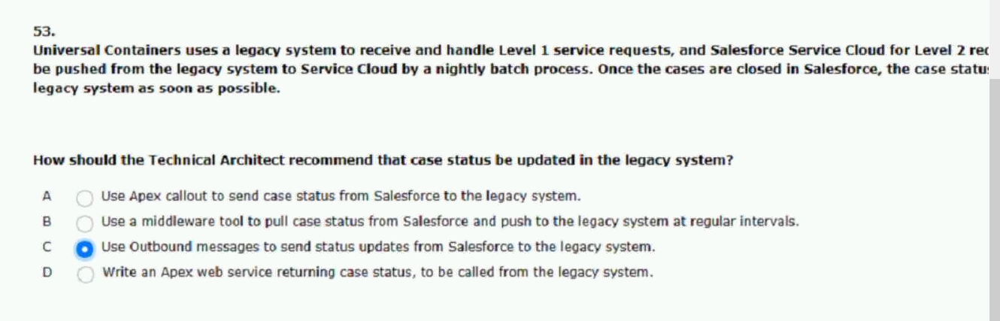 53.
Universal Containers uses a legacy system to receive and handle Level 1 service requests, and Salesforce Service Cloud for Level 2
be pushed from the legacy system to Service Cloud by a nightly batch process. Once the cases are closed in Salesforce, the case
legacy system as soon as possible.
How should the Technical Architect recommend that case status be updated in the legacy system?
A Use Apex callout to send case status from Salesforce to the legacy system.
B Use a middleware tool to pull case status from Salesforce and push to the legacy system at regular intervals.
C Use Outbound messages to send status updates from Salesforce to the legacy system.
D Write an Apex web service returning case status, to be called from the legacy system.